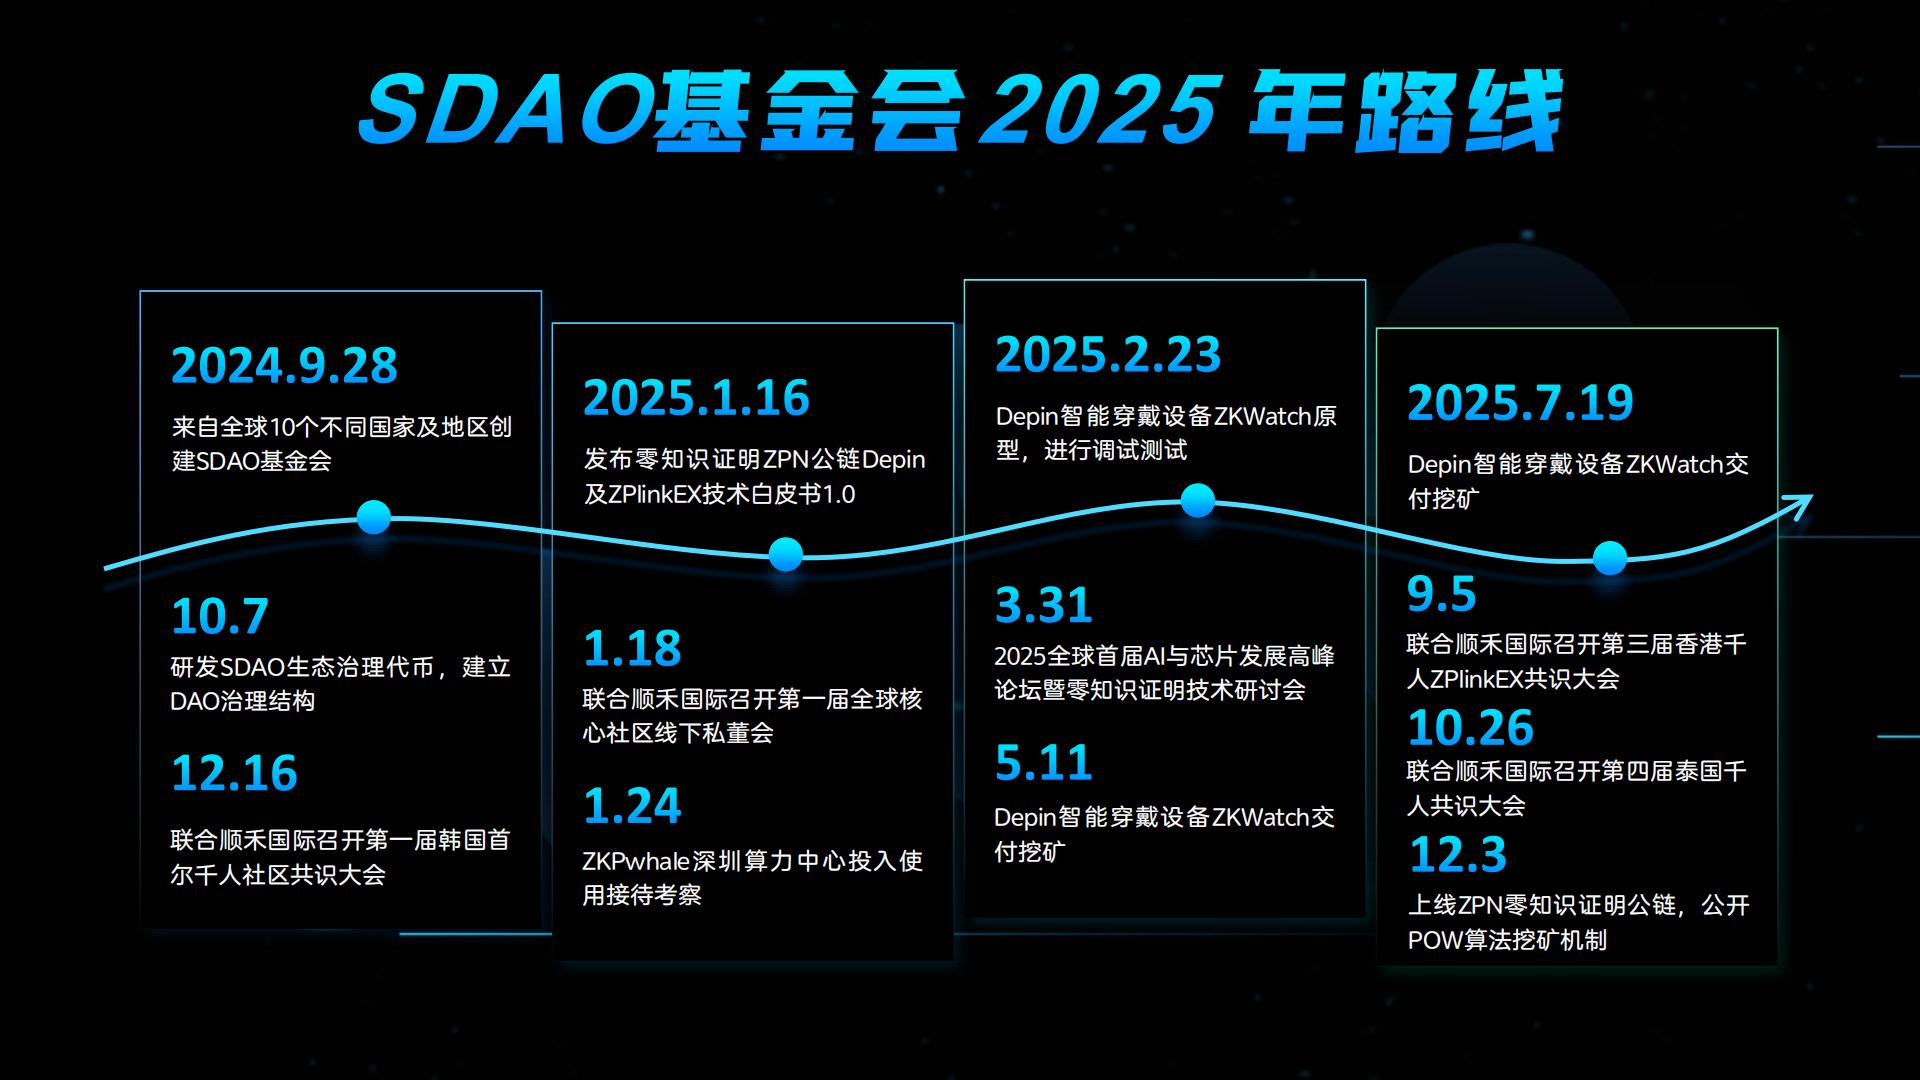 SDAO基金会2025 年路线
2024.9.28
来自全球10个不同国家及地区创
建SDAO基金会
10.7
研发SDAO生态治理代币，建立
DAO治理结构
12.16
联合顺禾国际召开第一届韩国首
尔千人社区共识大会
2025.1.16
发布零知识证明ZPN公链Depin
及ZPlinkEX技术白皮书1.0
1.18
联合顺禾国际召开第一届全球核
心社区线下私董会
1.24
ZKPwhale深圳算力中心投入使
用接待考察
2025.2.23
Depin智能穿戴设备ZKWatch原
型，进行调试测试
3.31
2025全球首届AI与芯片发展高峰
论坛暨零知识证明技术研讨会
5.11
Depin智能穿戴设备ZKWatch交
付挖矿
2025.7.19
Depin智能穿戴设备ZKWatch交
付挖矿
9.5
联合顺禾国际召开第三届香港千
人ZPlinkEX共识大会
10.26
联合顺禾国际召开第四届泰国千
人共识大会
12.3
上线ZPN零知识证明公链，公开
POW算法挖矿机制